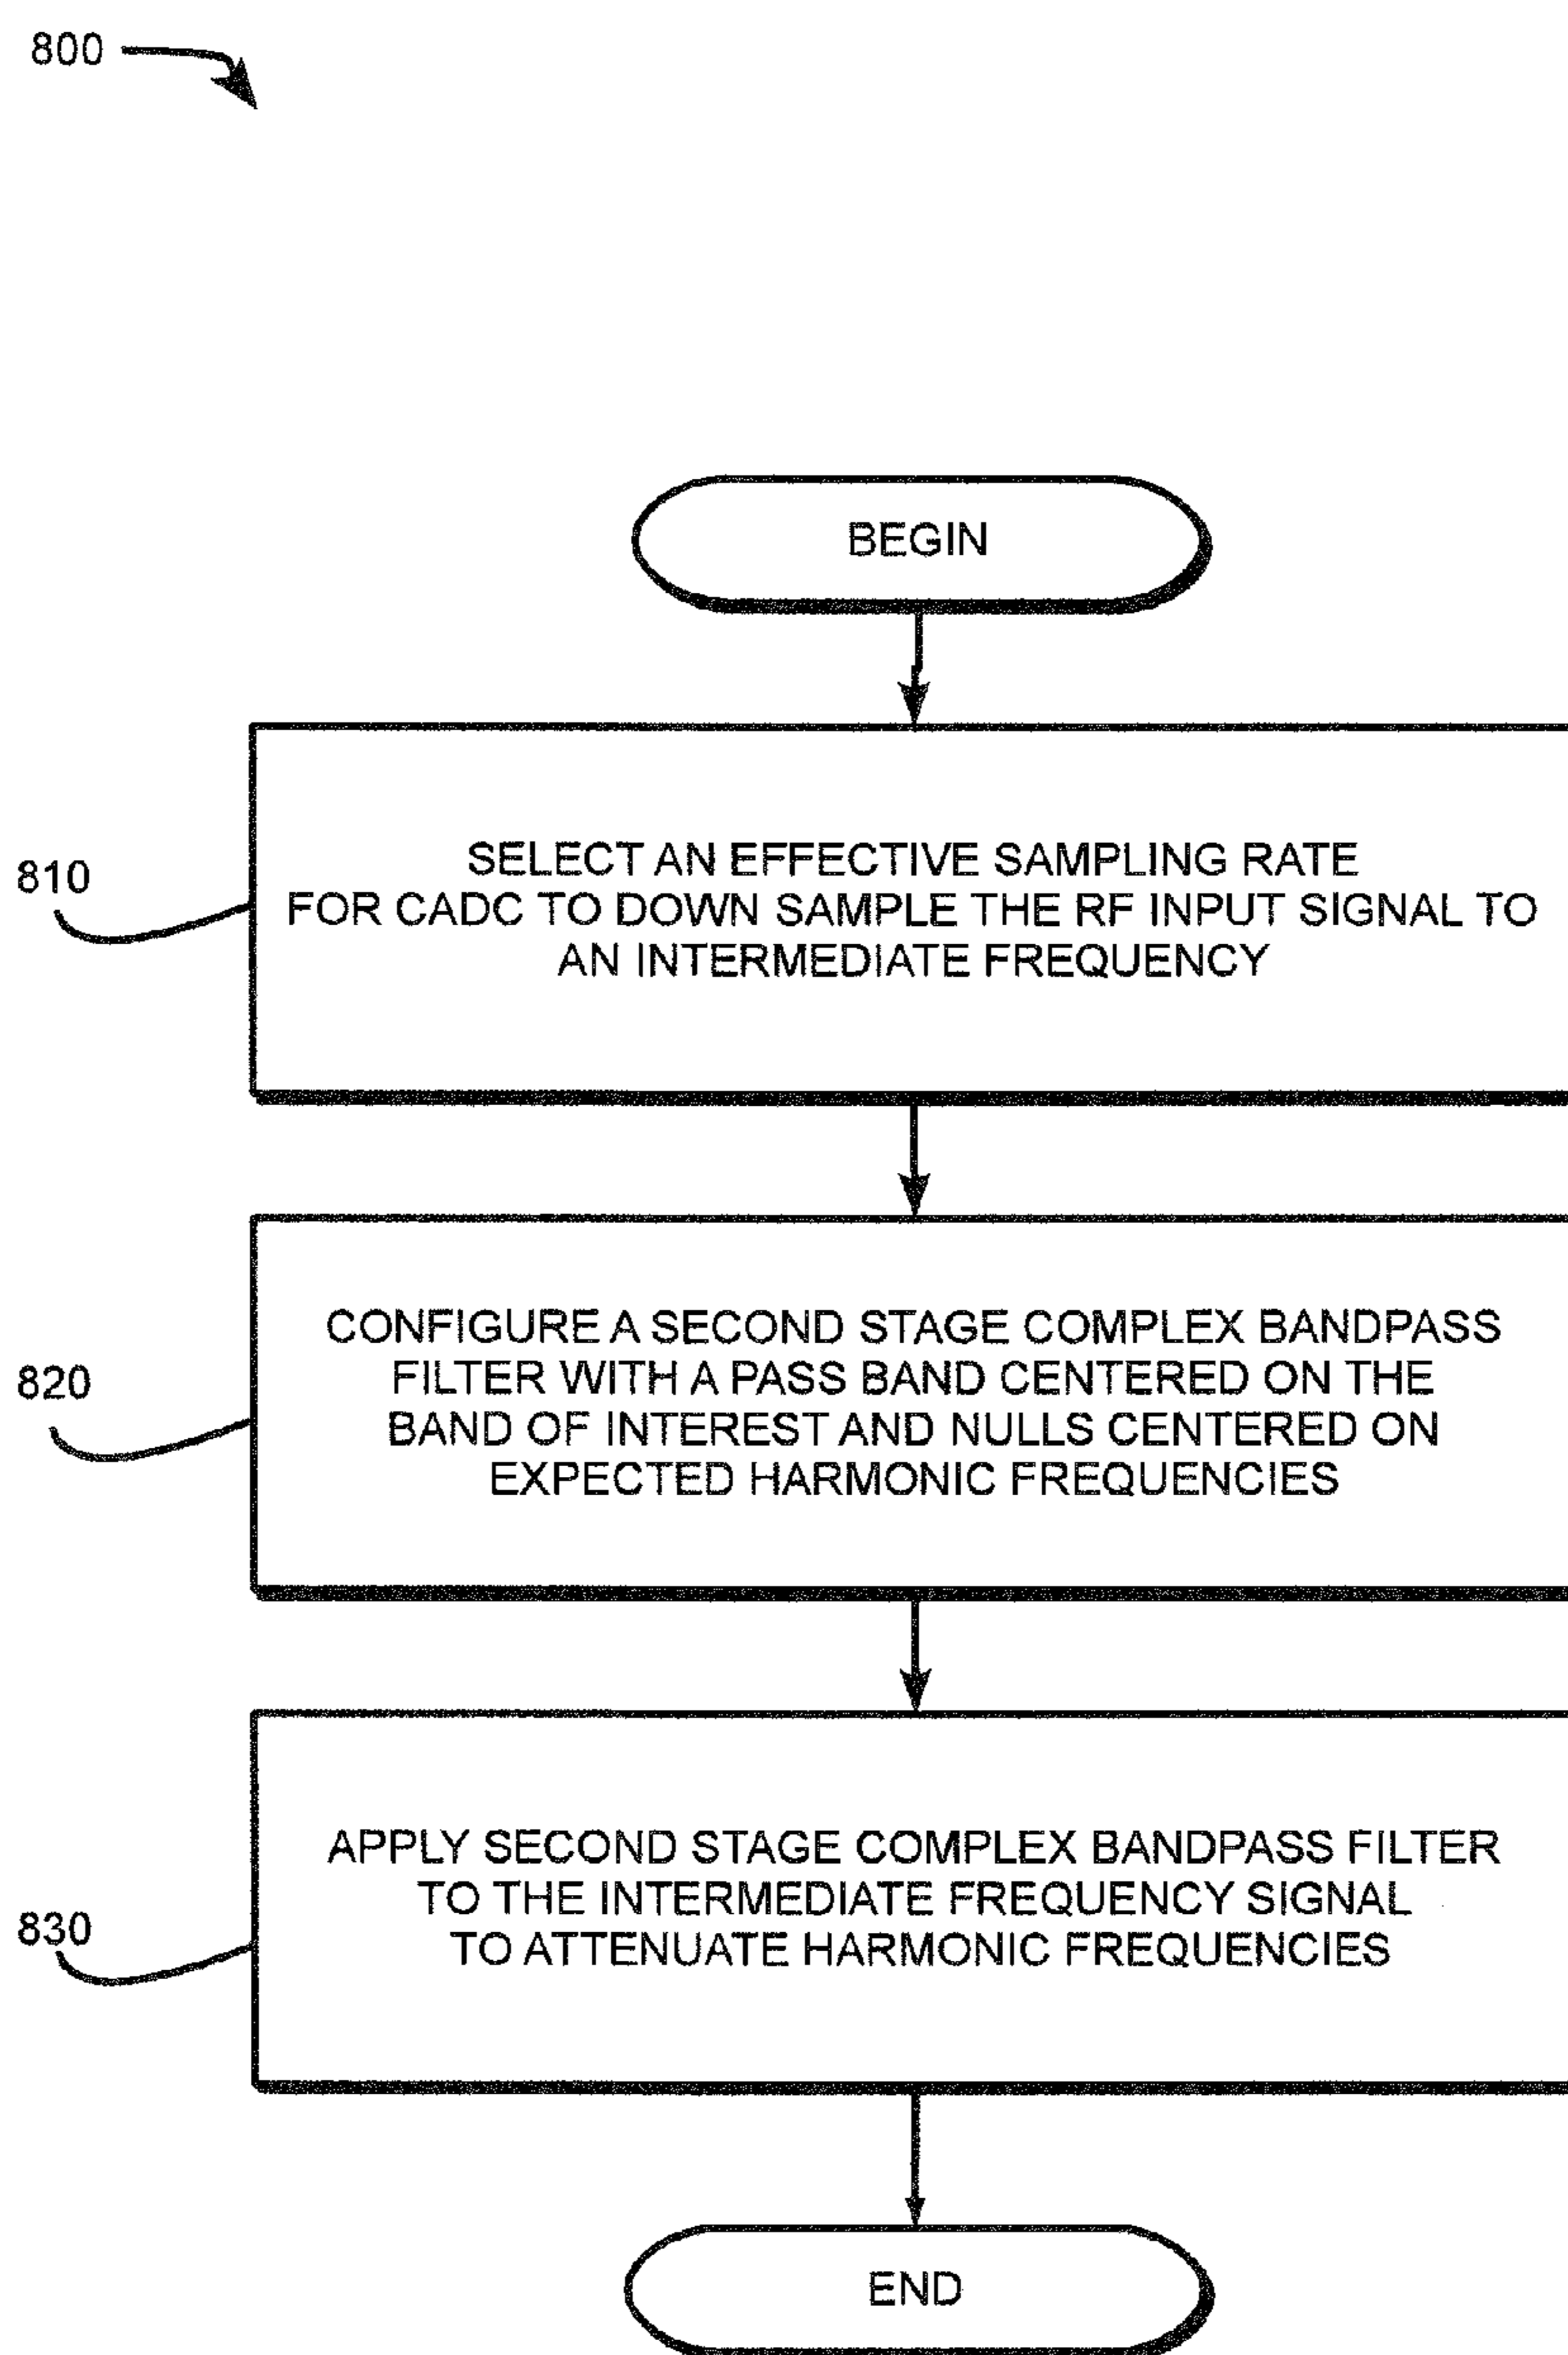 800
BEGIN
810
SELECT AN EFFECTIVE SAMPLING RATE
FOR CADC TO DOWN SAMPLE THE RF INPUT SIGNAL TO
AN INTERMEDIATE FREQUENCY
820
CONFIGURE A SECOND STAGE COMPLEX BANDPASS
FILTER WITH A PASS BAND CENTERED ON THE
BAND OF INTEREST AND NULLS CENTERED ON
EXPECTED HARMONIC FREQUENCIES
830
APPLY SECOND STAGE COMPLEX BANDPASS FILTER
TO THE INTERMEDIATE FREQUENCY SIGNAL
TO ATTENUATE HARMONIC FREQUENCIES
END